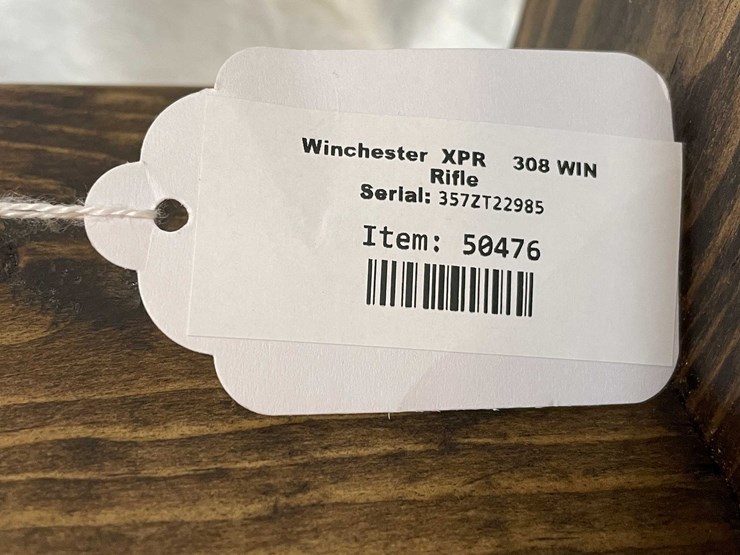 Winchester XPR 308 WIN
Rifle
Serial: 357ZT22985
Item: 50476